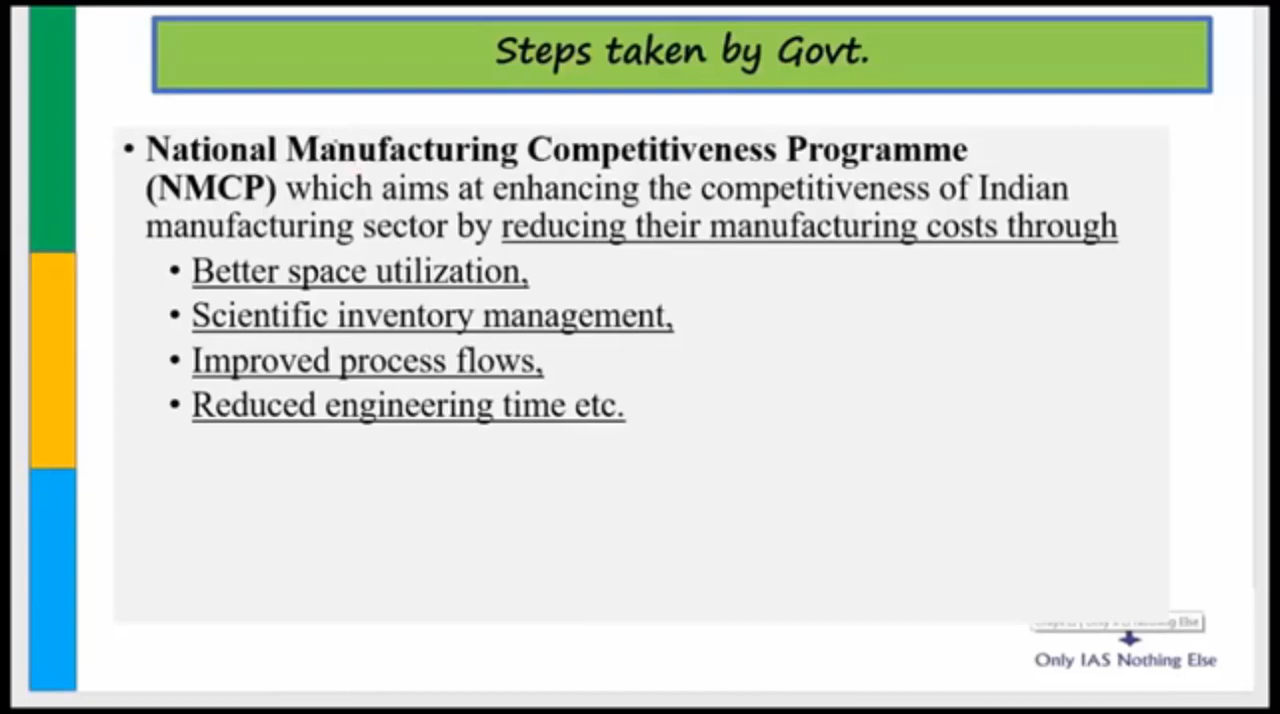 Steps taken by Govt.
• National Manufacturing Competitiveness Programme
(NMCP) which aims at enhancing the competitiveness of Indian
manufacturing sector by reducing their manufacturing costs through
• Better space utilization,
• Scientific inventory management,
• Improved process flows,
• Reduced engineering time etc.
Nothing Else
Only IAS Nothing Else